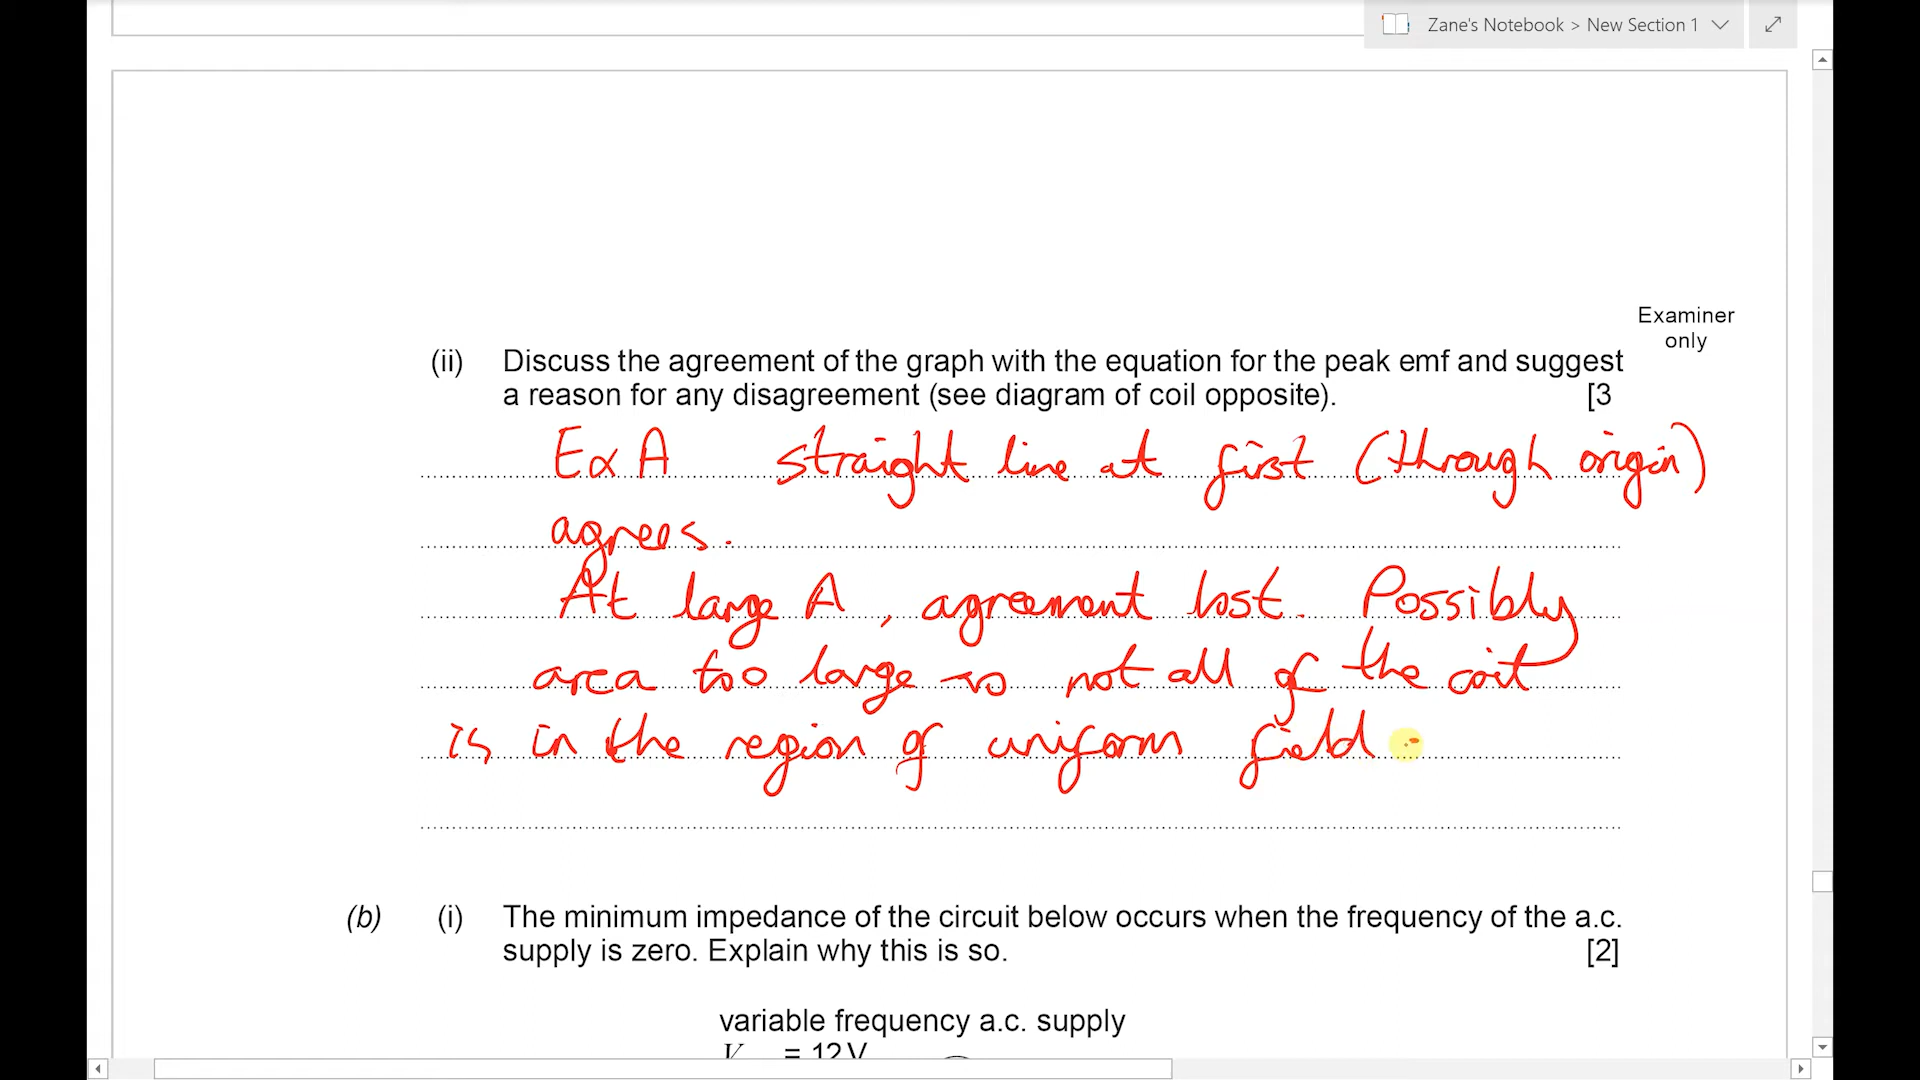 Zane's Notebook > New Section 1
Examiner
only
(ii) Discuss the agreement of the graph with the equation for the peak emf and suggest
a reason for any disagreement (see diagram of coil opposite). [3
E ∝ A straight line at first (through origin)
agrees.
At large A, agreement lost. Possibly
area too large so not all of the coil
is in the region of uniform field
(b) (i) The minimum impedance of the circuit below occurs when the frequency of the a.c.
supply is zero. Explain why this is so. [2]
variable frequency a.c. supply
V = 12 V